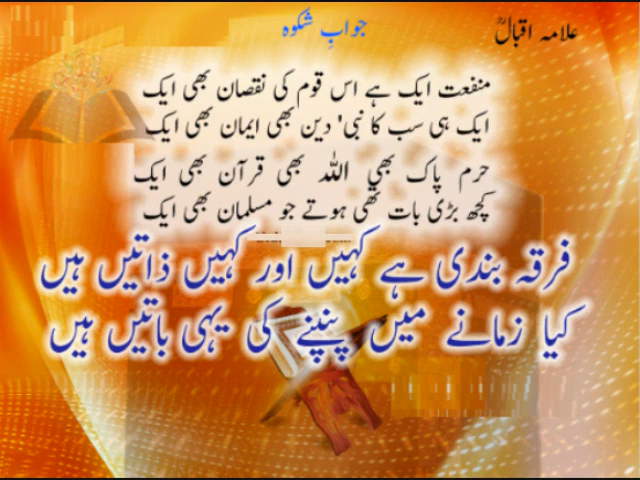 علامہ اقبالؒ
جوابِ شکوہ
منفعت ایک ہے اس قوم کی نقصان بھی ایک
ایک ہی سب کا نبی' دین بھی ایمان بھی ایک
حرم پاک بھی اللہ بھی قرآن بھی ایک
کچھ بڑی بات تھی ہوتے جو مسلمان بھی ایک
فرقہ بندی ہے کہیں اور کہیں ذاتیں ہیں
کیا زمانے میں پنپنے کی یہی باتیں ہیں